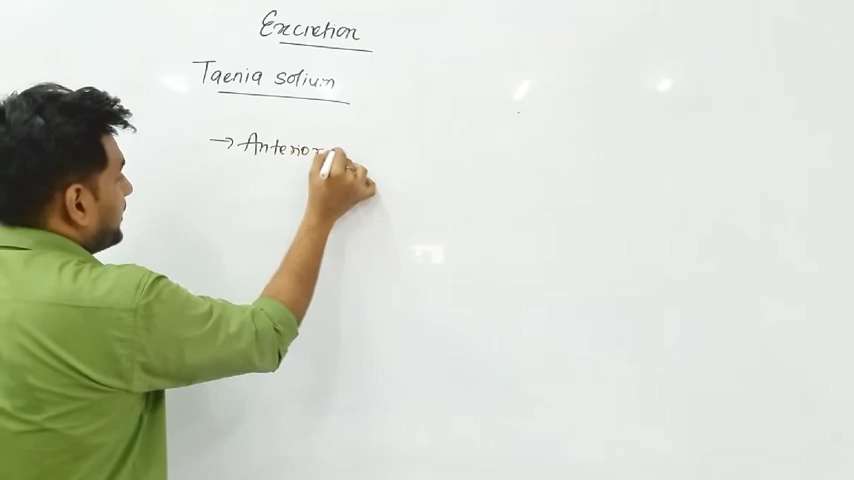 Excretion
Taenia solium
→ Anterior